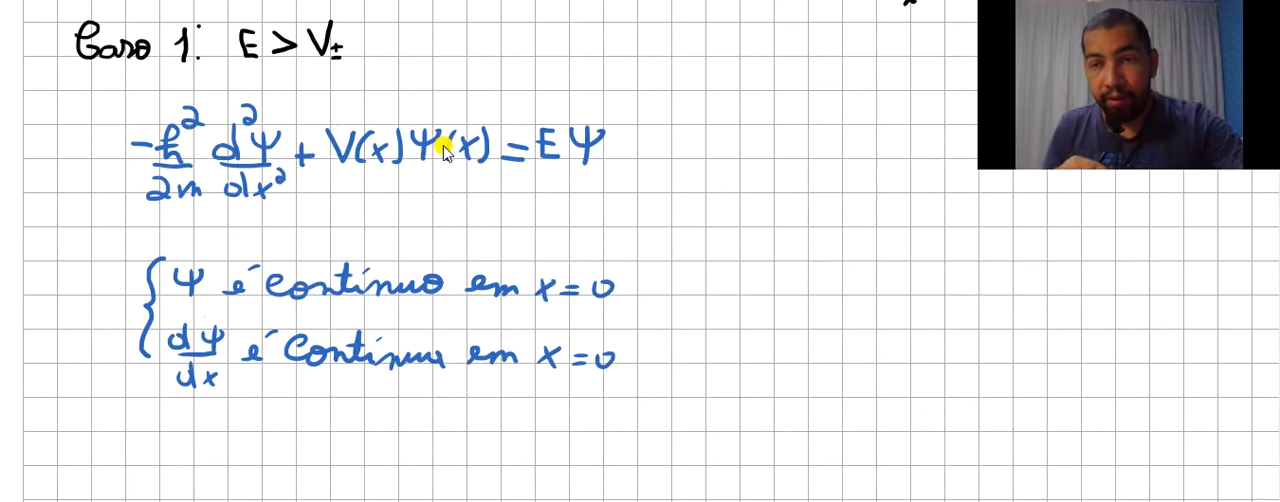 Caso 1: E > V±
-ħ²/2m d²Ψ/dx² + V(x)Ψ(x) = EΨ
Ψ é contínuo em x = 0
dΨ/dx é contínua em x = 0